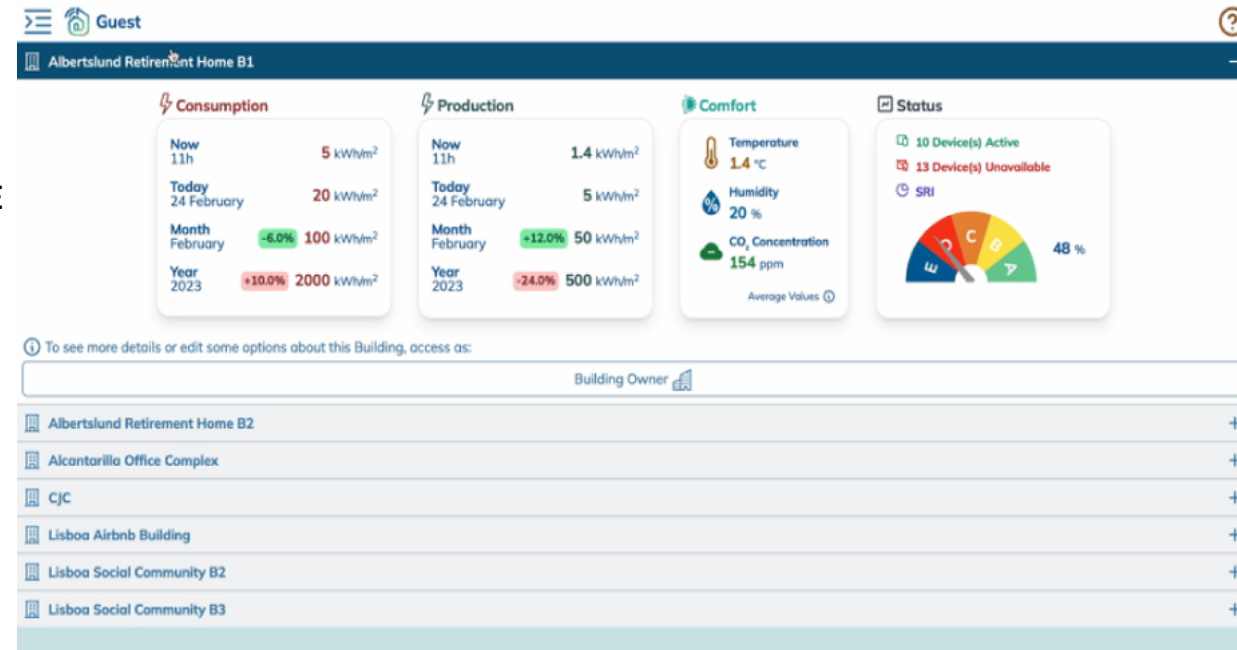 Guest
Albertslund Retirement Home B1
Consumption
Now
11h
5 kWh/m²
Today
24 February
20 kWh/m²
Month
February
-6.0% 100 kWh/m²
Year
2023
+10.0% 2000 kWh/m²
Production
Now
11h
1.4 kWh/m²
Today
24 February
5 kWh/m²
Month
February
+12.0% 50 kWh/m²
Year
2023
-24.0% 500 kWh/m²
Comfort
Temperature
1.4 °C
Humidity
20 %
CO₂ Concentration
154 ppm
Average Values
Status
10 Device(s) Active
13 Device(s) Unavailable
SRI
E D C B A
48 %
To see more details or edit some options about this Building, access as:
Building Owner
Albertslund Retirement Home B2
Alcantarilla Office Complex
CJC
Lisboa Airbnb Building
Lisboa Social Community B2
Lisboa Social Community B3